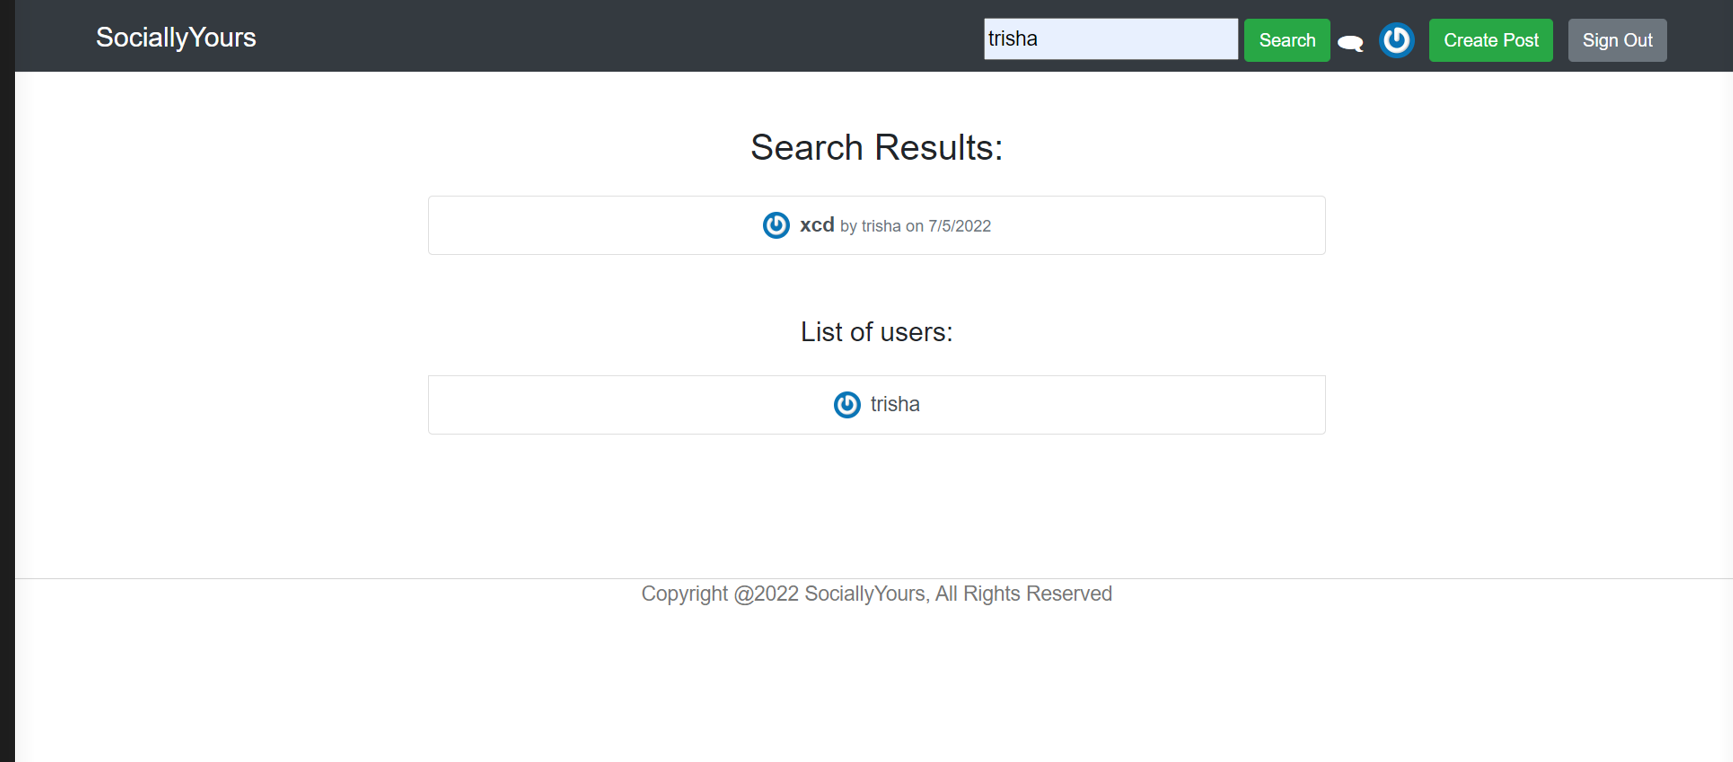 SociallyYours trisha Search Create Post Sign Out
Search Results:
xcd by trisha on 7/5/2022
List of users:
trisha
Copyright @2022 SociallyYours, All Rights Reserved